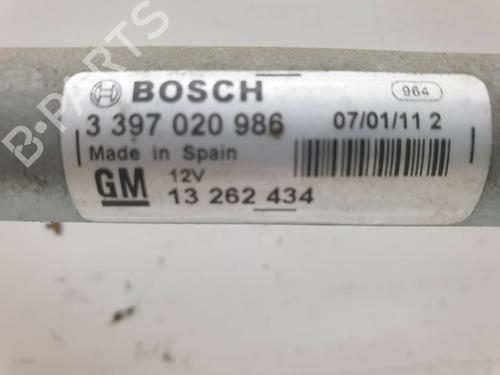 BOSCH
964
3 397 020 986
07/01/11 2
Made in Spain
GM
12V
13 262 434
B-PARTS